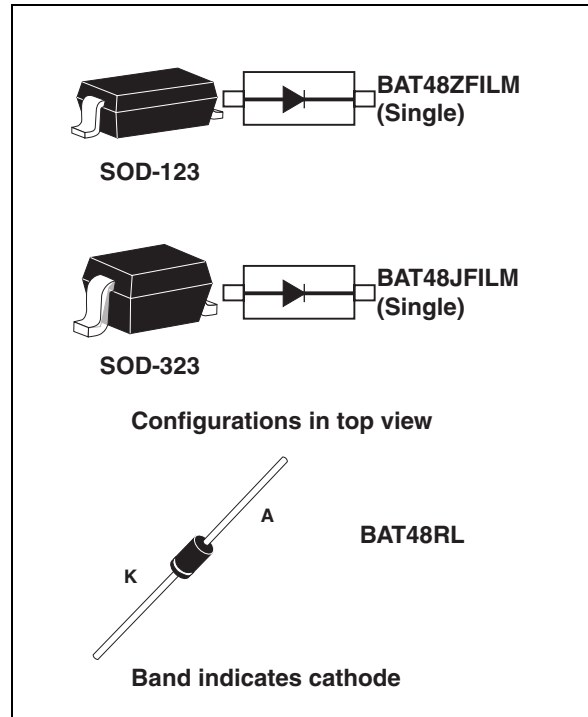 BAT48ZFILM
(Single)
SOD-123
BAT48JFILM
(Single)
SOD-323
Configurations in top view
A
BAT48RL
K
Band indicates cathode